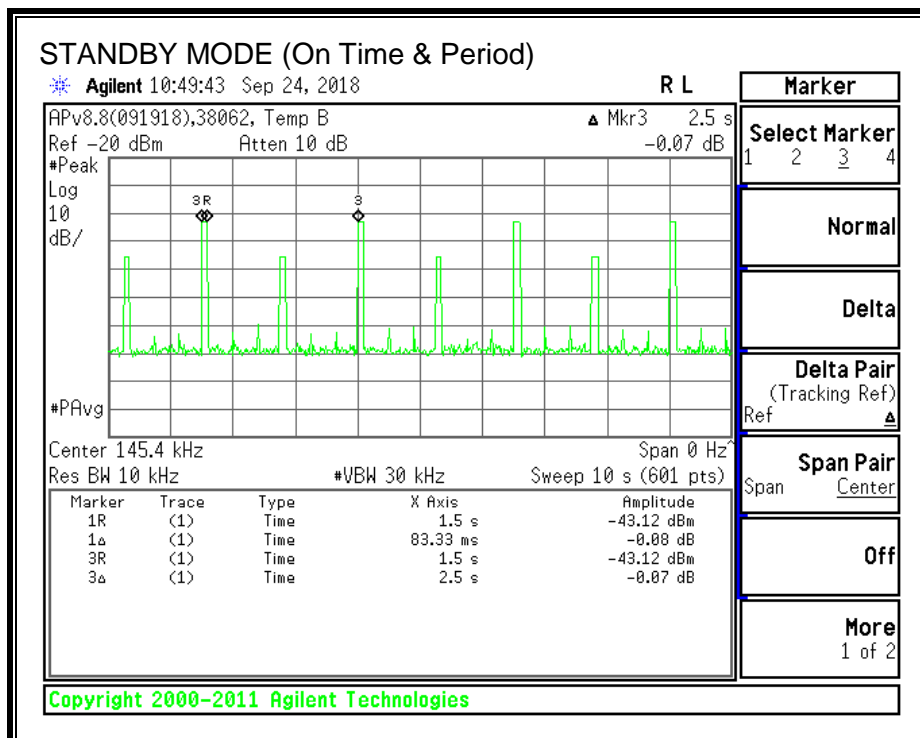 STANDBY MODE (On Time & Period)
Agilent 10:49:43 Sep 24, 2018 R L
APv8.8(091918),38062, Temp B Δ Mkr3 2.5 s
Ref -20 dBm Atten 10 dB -0.07 dB
#Peak
Log
10
dB/
3R 3
#PAvg
Center 145.4 kHz Span 0 Hz^
Res BW 10 kHz #VBW 30 kHz Sweep 10 s (601 pts)
Marker Trace Type X Axis Amplitude
1R (1) Time 1.5 s -43.12 dBm
1Δ (1) Time 83.33 ms -0.08 dB
3R (1) Time 1.5 s -43.12 dBm
3Δ (1) Time 2.5 s -0.07 dB
Marker
Select Marker
1 2 3 4
Normal
Delta
Delta Pair
(Tracking Ref)
Ref Δ
Span Pair
Span Center
Off
More
1 of 2
Copyright 2000-2011 Agilent Technologies